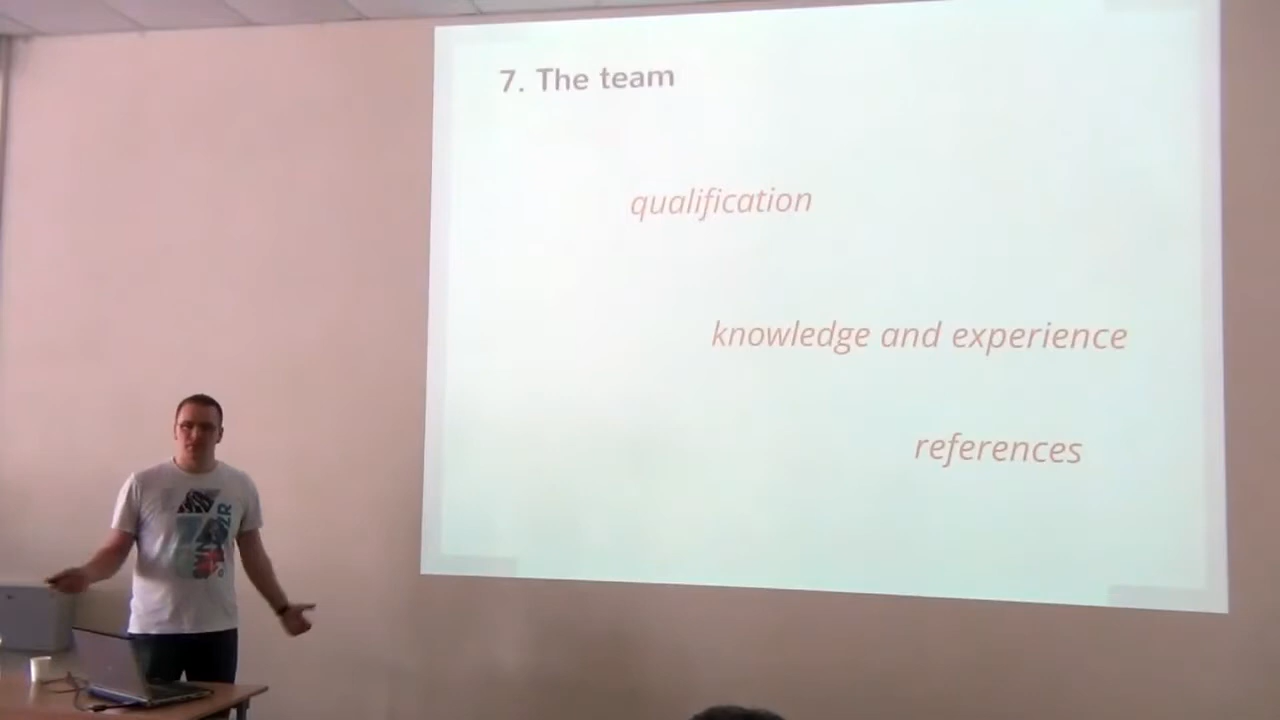 7. The team
qualification
knowledge and experience
references